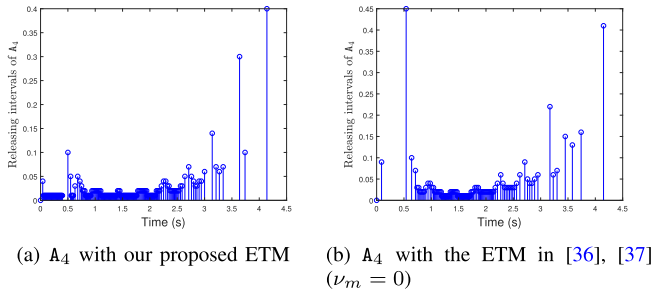 0.4
0.35
0.3
0.25
0.2
0.15
0.1
0.05
0
Releasing intervals of A₄
0 0.5 1 1.5 2 2.5 3 3.5 4 4.5
Time (s)
(a) A₄ with our proposed ETM
0.45
0.4
0.35
0.3
0.25
0.2
0.15
0.1
0.05
0
Releasing intervals of A₄
0 0.5 1 1.5 2 2.5 3 3.5 4 4.5
Time (s)
(b) A₄ with the ETM in [36], [37]
(νₘ = 0)